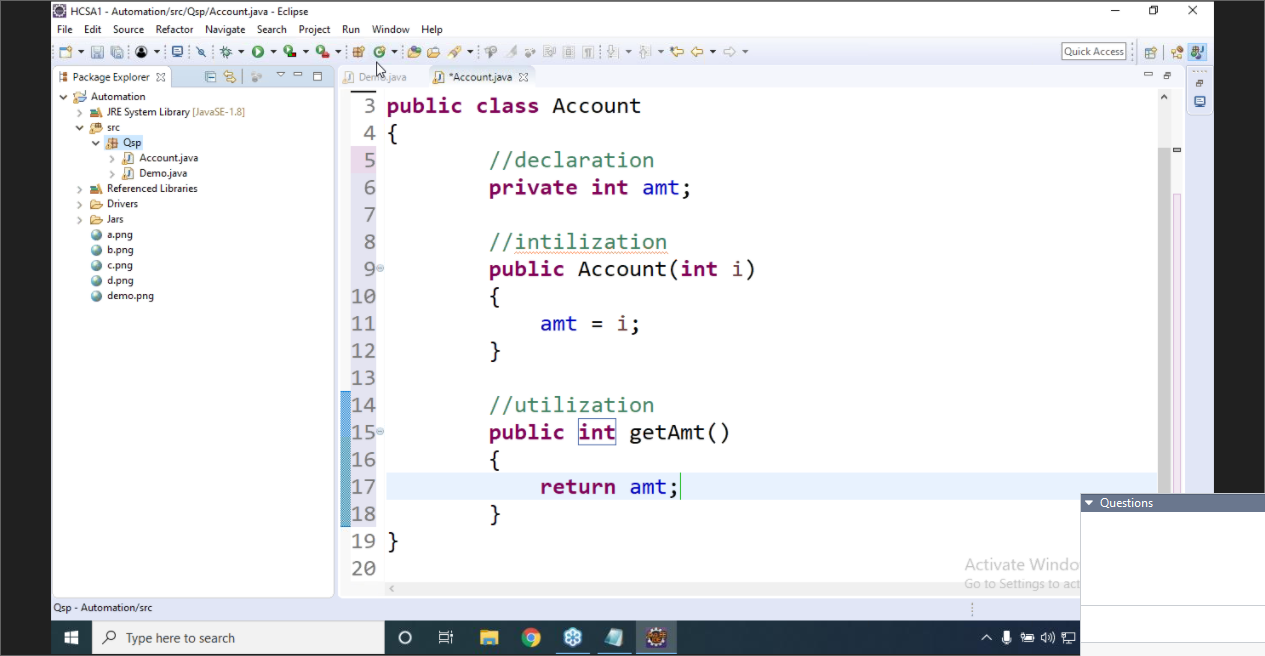 HCSA1 - Automation/src/Qsp/Account.java - Eclipse
File Edit Source Refactor Navigate Search Project Run Window Help
Quick Access
Package Explorer
Demo.java
*Account.java
Automation
JRE System Library [JavaSE-1.8]
src
Qsp
Account.java
Demo.java
Referenced Libraries
Drivers
Jars
a.png
b.png
c.png
d.png
demo.png
3 public class Account
4 {
5 //declaration
6 private int amt;
7
8 //intilization
9 public Account(int i)
10 {
11 amt = i;
12 }
13
14 //utilization
15 public int getAmt()
16 {
17 return amt;
18 }
19 }
20
Questions
Activate Windo
Go to Settings to act
Qsp - Automation/src
Type here to search